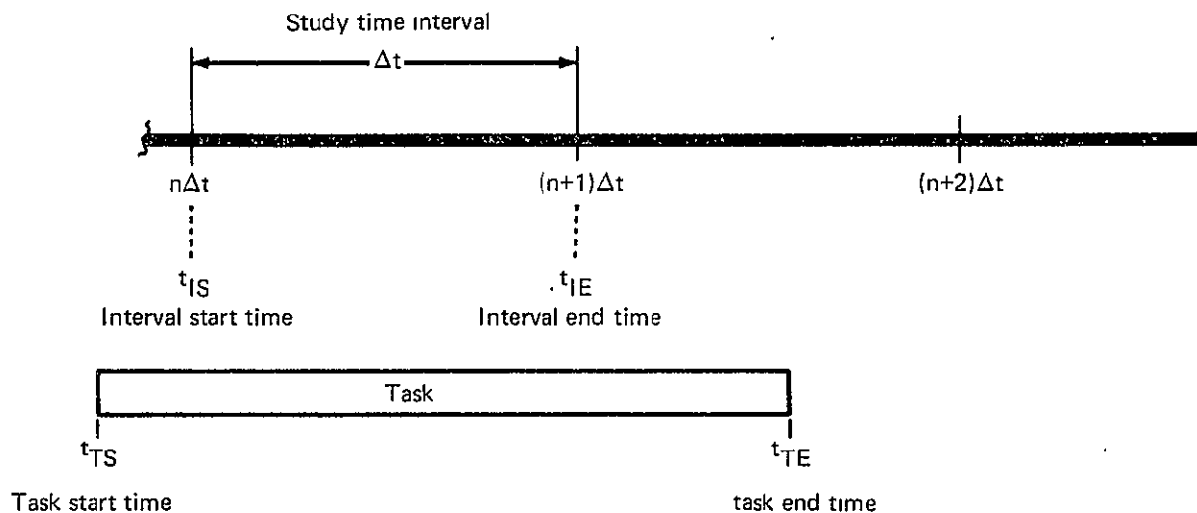 Study time interval
Δt
nΔt (n+1)Δt (n+2)Δt
tIS tIE
Interval start time Interval end time
Task
tTS tTE
Task start time task end time